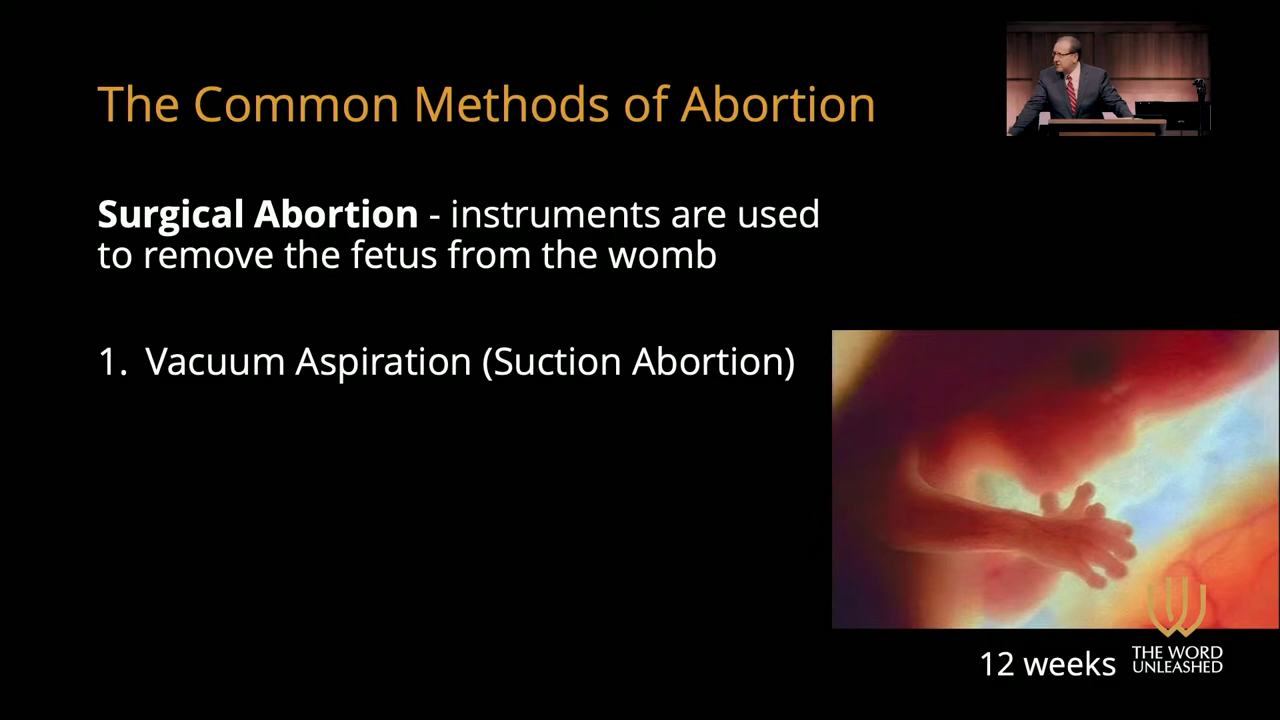 The Common Methods of Abortion
Surgical Abortion - instruments are used
to remove the fetus from the womb
1. Vacuum Aspiration (Suction Abortion)
12 weeks
THE WORD
UNLEASHED